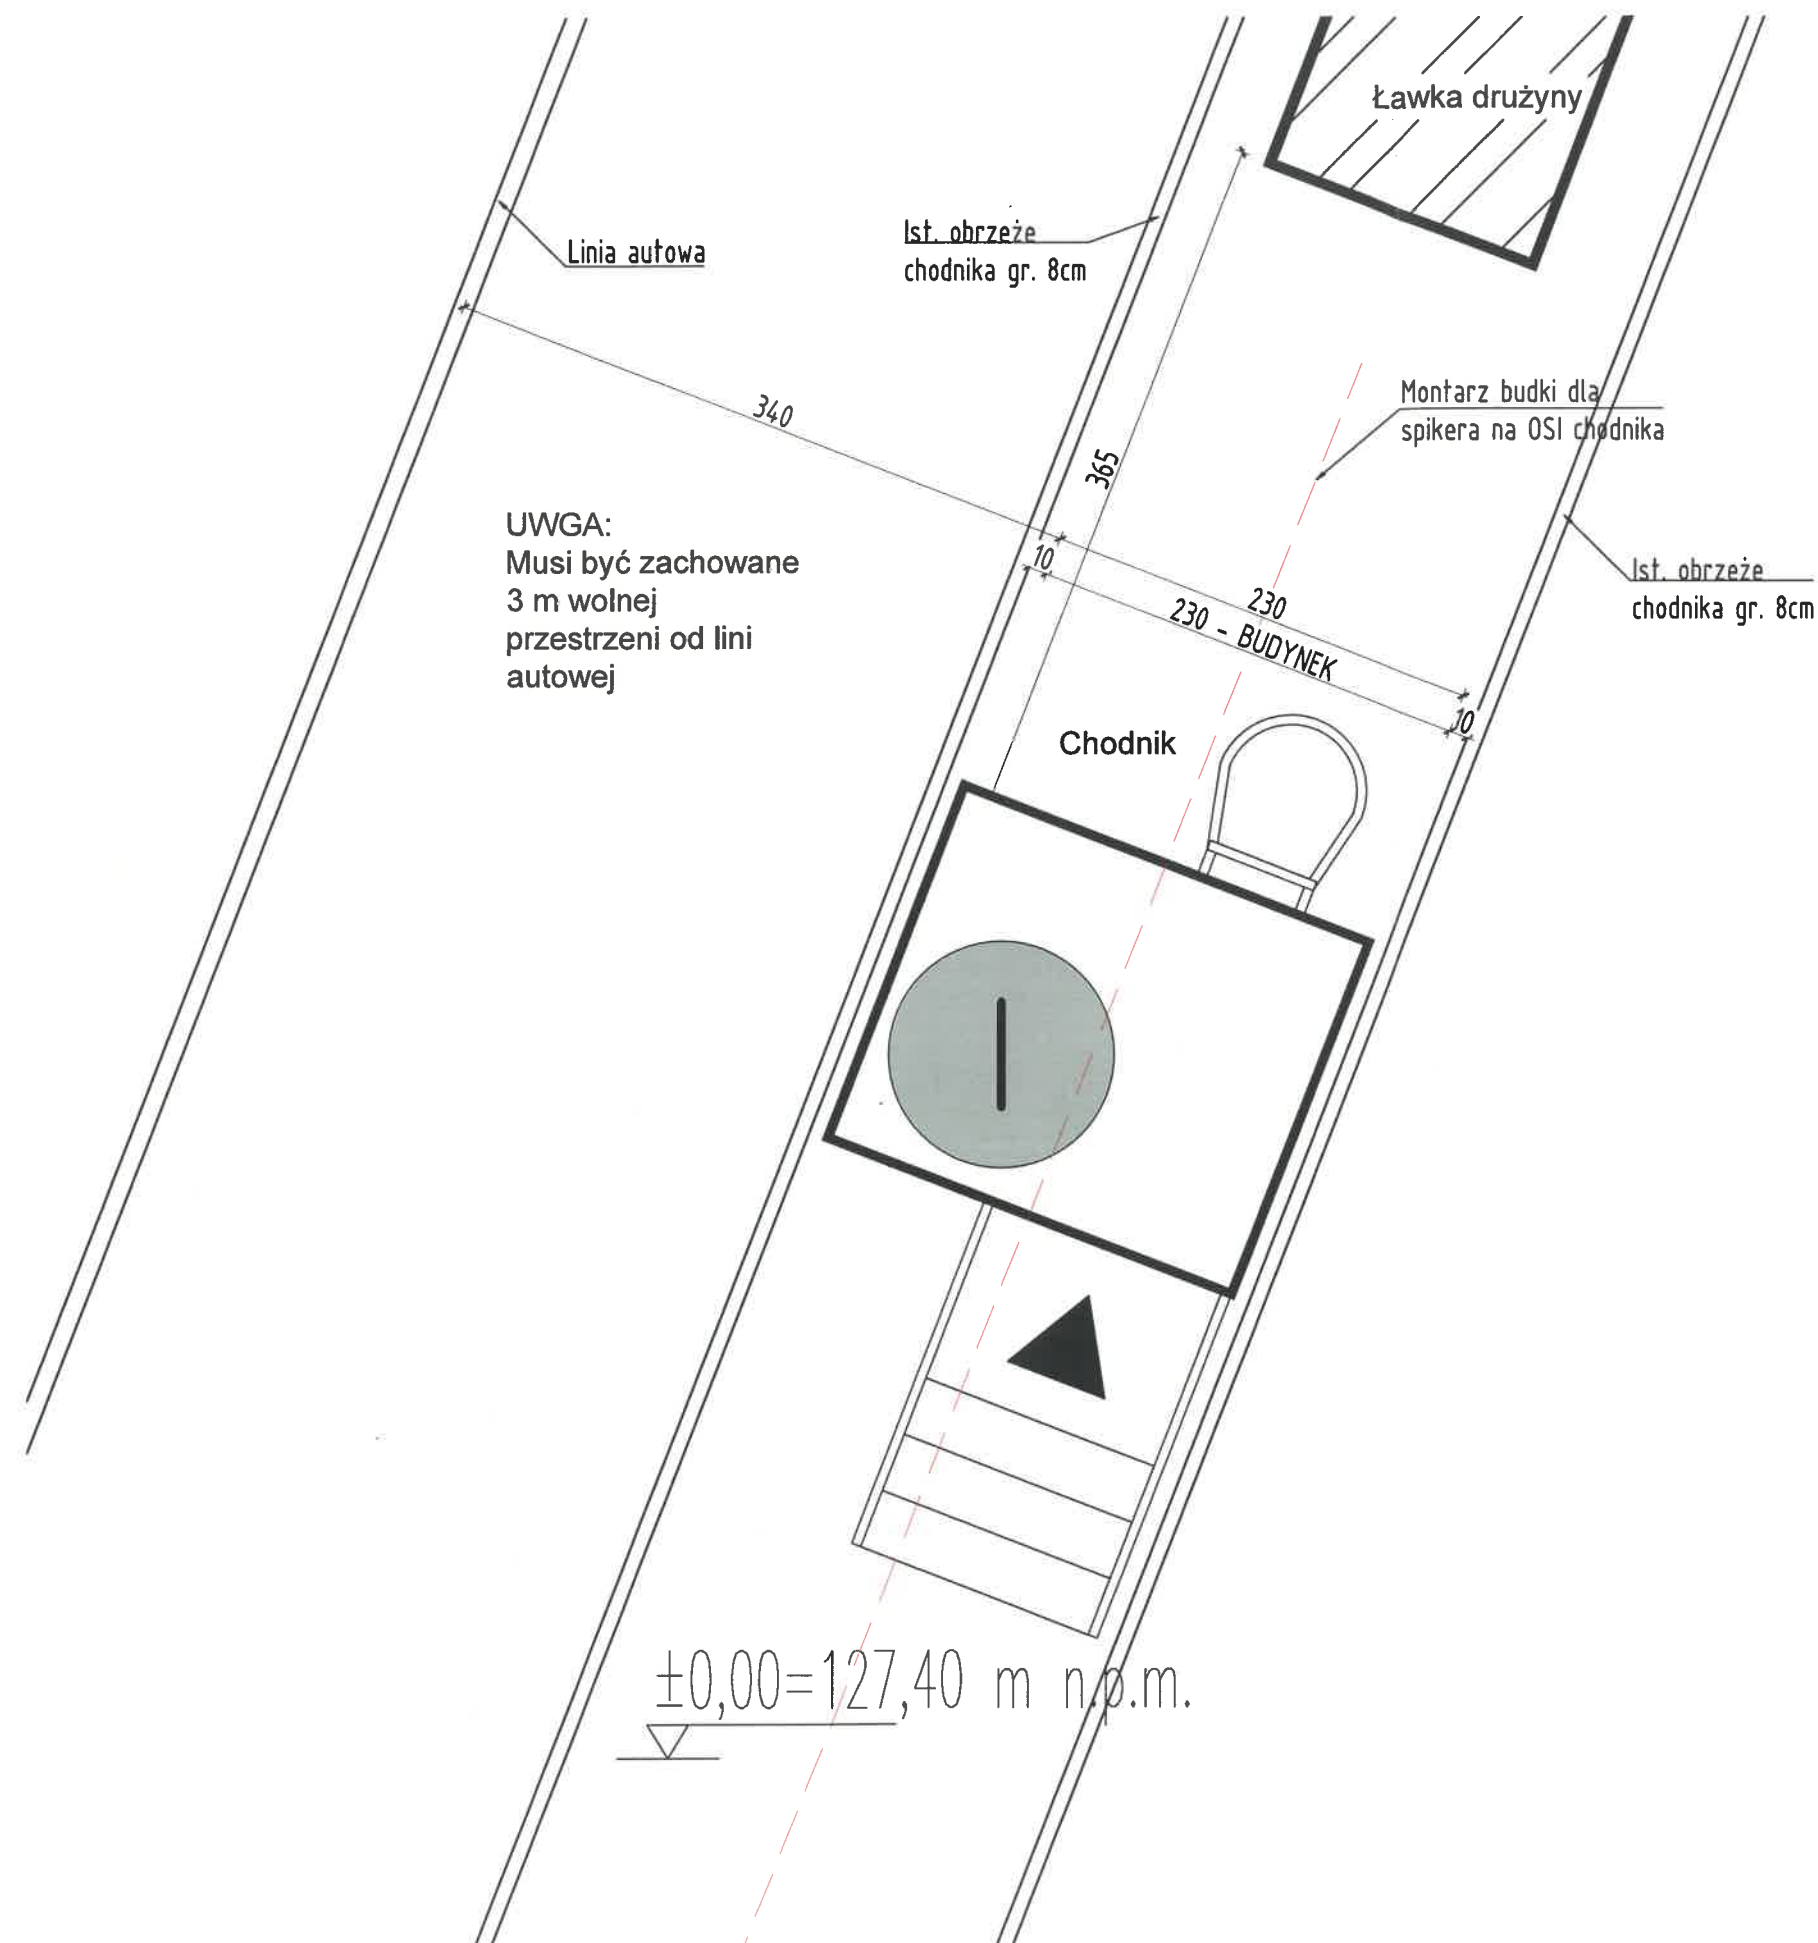 Ławka drużyny
Linia autowa
Ist. obrzeże
chodnika gr. 8cm
340
365
Montarz budki dla
spikera na OSI chodnika
UWGA:
Musi być zachowane
3 m wolnej
przestrzeni od lini
autowej
10
230
230 - BUDYNEK
10
Ist. obrzeże
chodnika gr. 8cm
Chodnik
±0,00=127,40 m n.p.m.